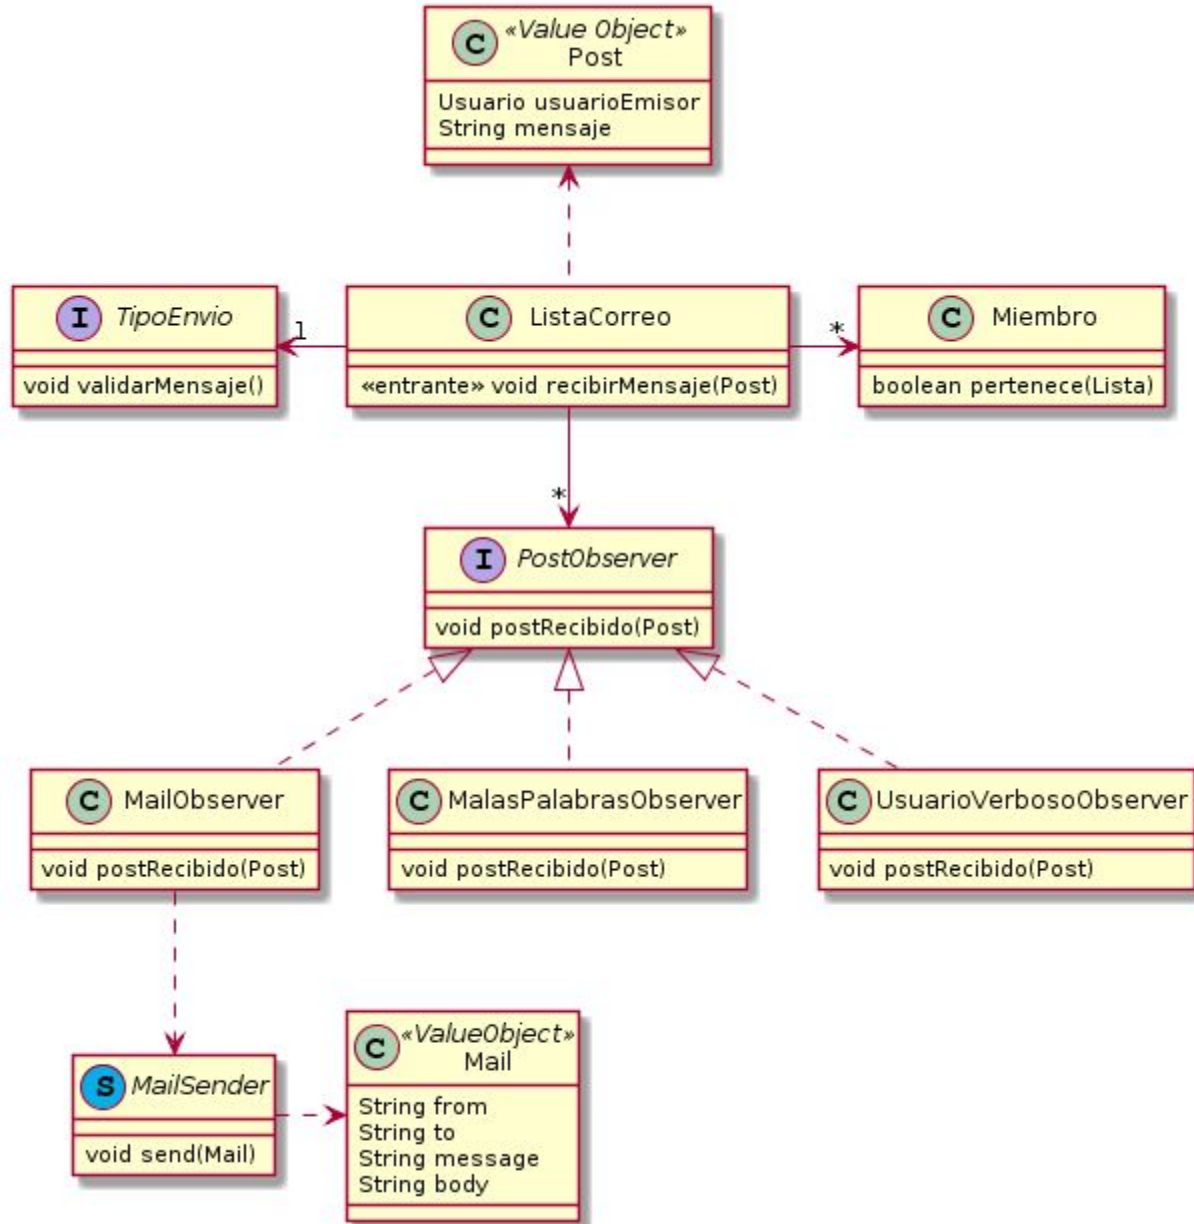 C «Value Object»
Post
Usuario usuarioEmisor
String mensaje
I TipoEnvio
void validarMensaje()
1
C ListaCorreo
«entrante» void recibirMensaje(Post)
*
C Miembro
boolean pertenece(Lista)
*
I PostObserver
void postRecibido(Post)
C MailObserver
void postRecibido(Post)
C MalasPalabrasObserver
void postRecibido(Post)
C UsuarioVerbosoObserver
void postRecibido(Post)
S MailSender
void send(Mail)
C «ValueObject»
Mail
String from
String to
String message
String body